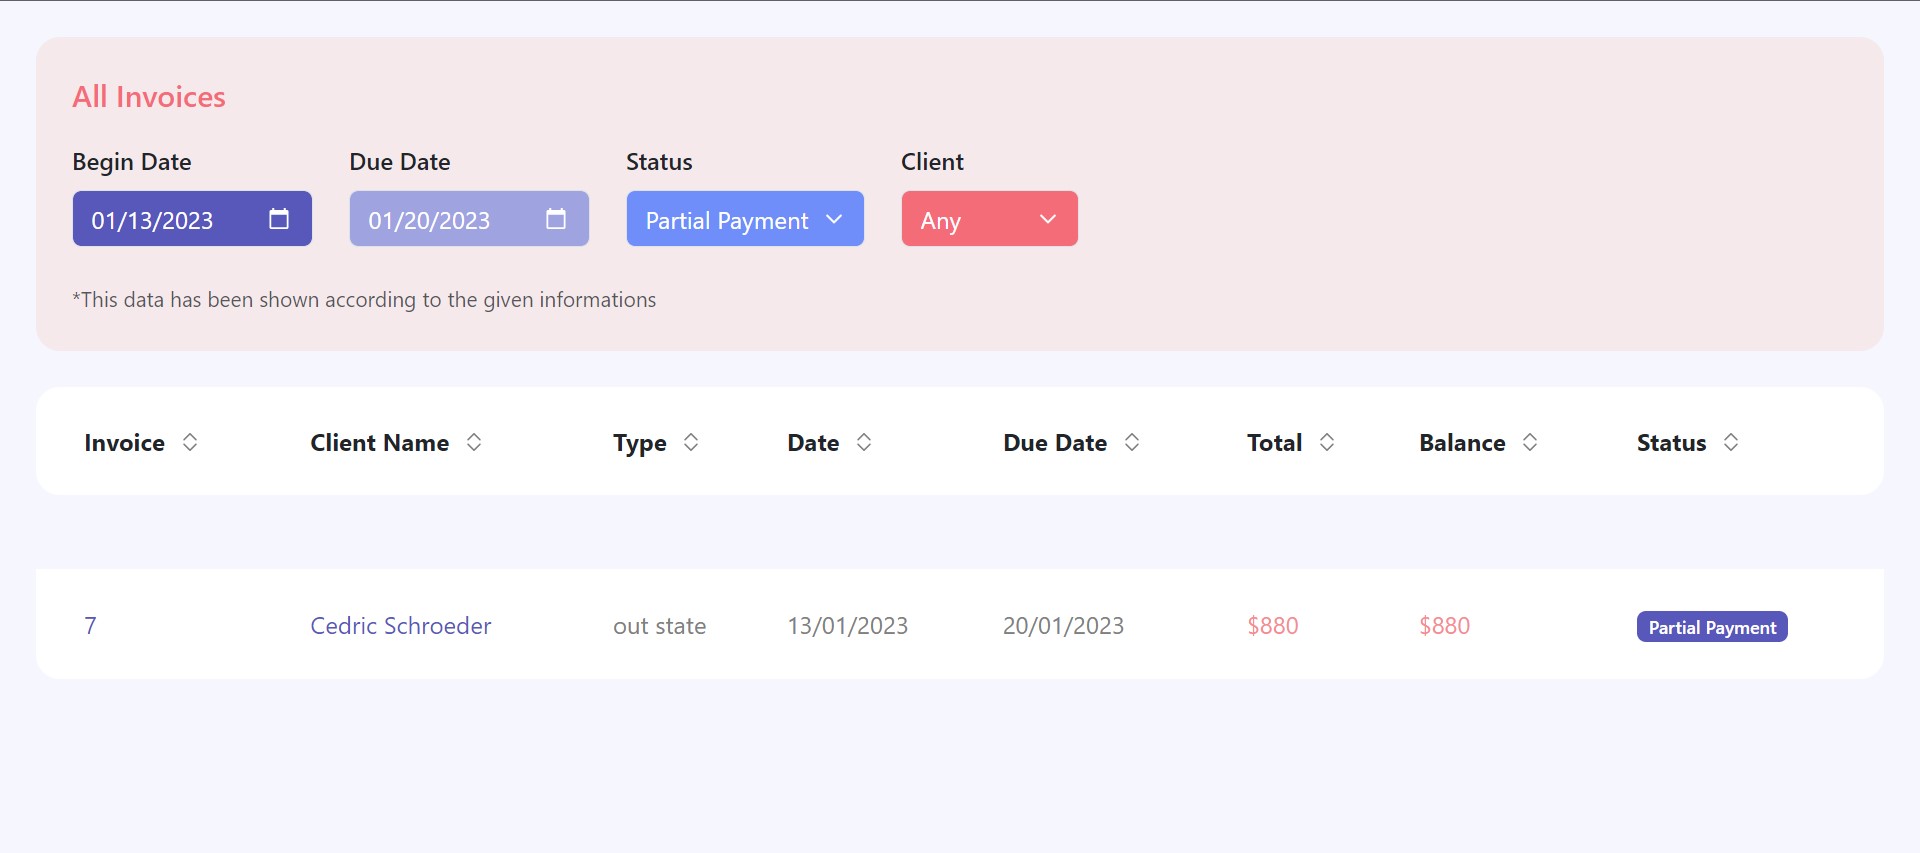 All Invoices
Begin Date Due Date Status Client
01/13/2023 01/20/2023 Partial Payment Any
*This data has been shown according to the given informations
Invoice Client Name Type Date Due Date Total Balance Status
7 Cedric Schroeder out state 13/01/2023 20/01/2023 $880 $880 Partial Payment